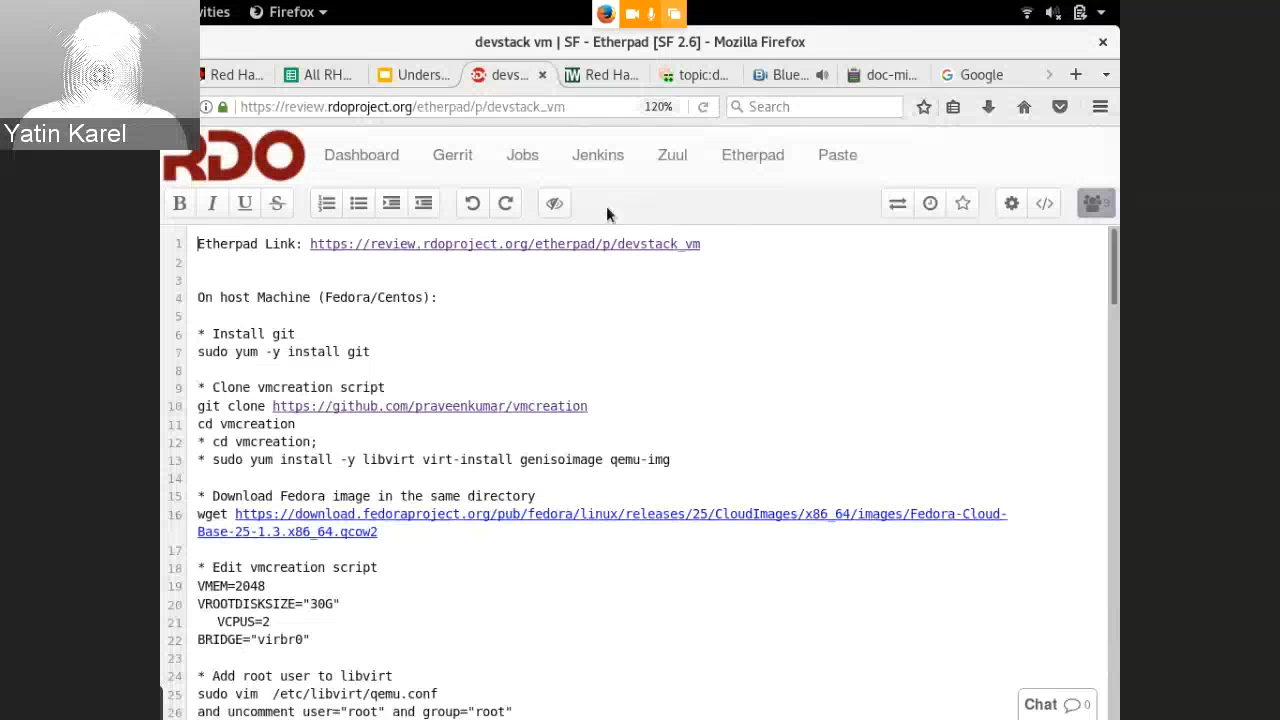 ivities
Firefox
devstack vm | SF - Etherpad [SF 2.6] - Mozilla Firefox
Red Ha...
All RH...
Unders...
devs...
Red Ha...
topic:d...
Blue...
doc-mi...
Google
https://review.rdoproject.org/etherpad/p/devstack_vm
120%
Search
Yatin Karel
RDO
Dashboard
Gerrit
Jobs
Jenkins
Zuul
Etherpad
Paste
B I U S
</>
9
1 Etherpad Link: https://review.rdoproject.org/etherpad/p/devstack_vm
2
3
4 On host Machine (Fedora/Centos):
5
6 * Install git
7 sudo yum -y install git
8
9 * Clone vmcreation script
10 git clone https://github.com/praveenkumar/vmcreation
11 cd vmcreation
12 * cd vmcreation;
13 * sudo yum install -y libvirt virt-install genisoimage qemu-img
14
15 * Download Fedora image in the same directory
16 wget https://download.fedoraproject.org/pub/fedora/linux/releases/25/CloudImages/x86_64/images/Fedora-Cloud-
Base-25-1.3.x86_64.qcow2
17
18 * Edit vmcreation script
19 VMEM=2048
20 VROOTDISKSIZE="30G"
21 VCPUS=2
22 BRIDGE="virbr0"
23
24 * Add root user to libvirt
25 sudo vim  /etc/libvirt/qemu.conf
26 and uncomment user="root" and group="root"
Chat 0